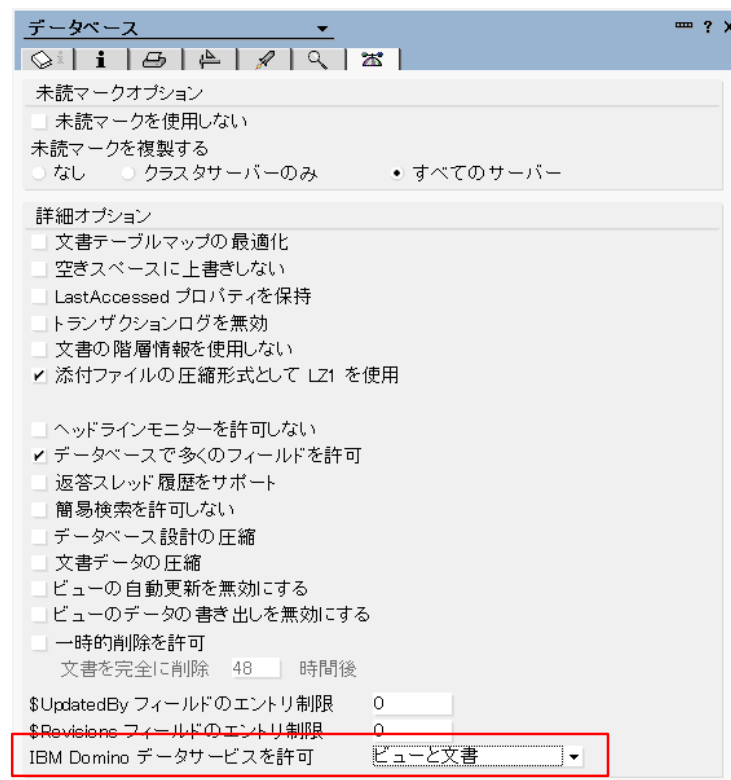 データベース
? X
i
未読マークオプション
未読マークを使用しない
未読マークを複製する
なし クラスタサーバーのみ すべてのサーバー
詳細オプション
文書テーブルマップの最適化
空きスペースに上書きしない
LastAccessed プロパティを保持
トランザクションログを無効
文書の階層情報を使用しない
添付ファイルの圧縮形式として LZ1 を使用
ヘッドラインモニターを許可しない
データベースで多くのフィールドを許可
返答スレッド履歴をサポート
簡易検索を許可しない
データベース設計の圧縮
文書データの圧縮
ビューの自動更新を無効にする
ビューのデータの書き出しを無効にする
一時的削除を許可
文書を完全に削除 48 時間後
$UpdatedBy フィールドのエントリ制限 0
$Revisions フィールドのエントリ制限 0
IBM Domino データサービスを許可 ビューと文書